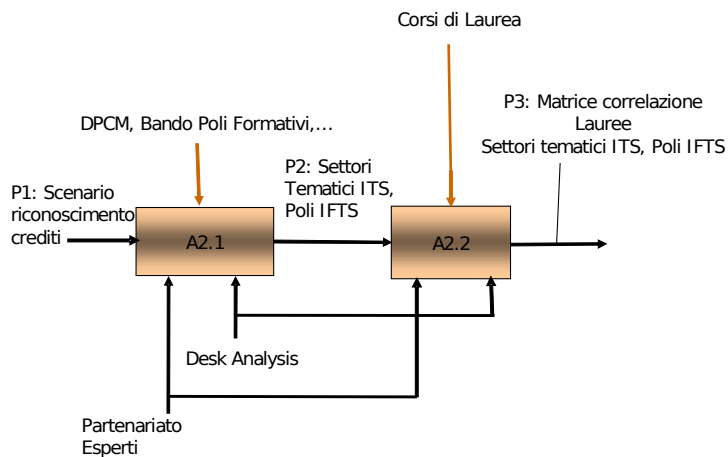 Corsi di Laurea
P3: Matrice correlazione
Lauree
Settori tematici ITS, Poli IFTS
DPCM, Bando Poli Formativi,...
P2: Settori
Tematici ITS,
Poli IFTS
P1: Scenario
riconoscimento
crediti
A2.1
A2.2
Desk Analysis
Partenariato
Esperti